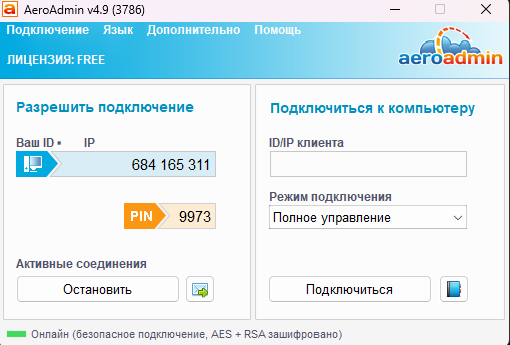 AeroAdmin v4.9 (3786)
Подключение Язык Дополнительно Помощь
ЛИЦЕНЗИЯ: FREE
aeroadmin
Разрешить подключение
Ваш ID • IP
684 165 311
PIN 9973
Активные соединения
Остановить
Подключиться к компьютеру
ID/IP клиента
Режим подключения
Полное управление
Подключиться
Онлайн (безопасное подключение, AES + RSA зашифровано)